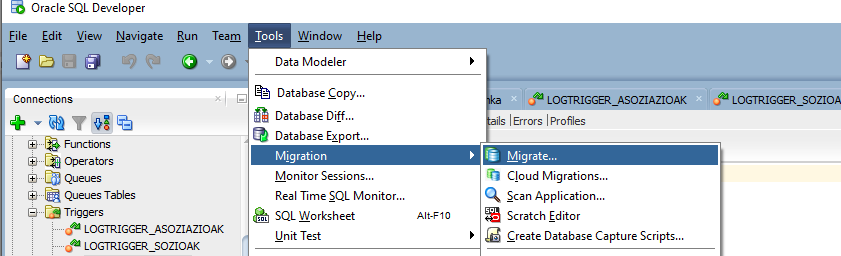 Oracle SQL Developer
File Edit View Navigate Run Team Tools Window Help
Data Modeler
Connections
Database Copy...
nka LOGTRIGGER_ASOZIAZIOAK LOGTRIGGER_SOZIOA
Database Diff...
tails Errors Profiles
Database Export...
Functions
Migration Migrate...
Operators
Monitor Sessions... Cloud Migrations...
Queues
Real Time SQL Monitor... Scan Application...
Queues Tables
SQL Worksheet Alt-F10 Scratch Editor
Triggers
Unit Test Create Database Capture Scripts...
LOGTRIGGER_ASOZIAZIOAK
LOGTRIGGER_SOZIOAK